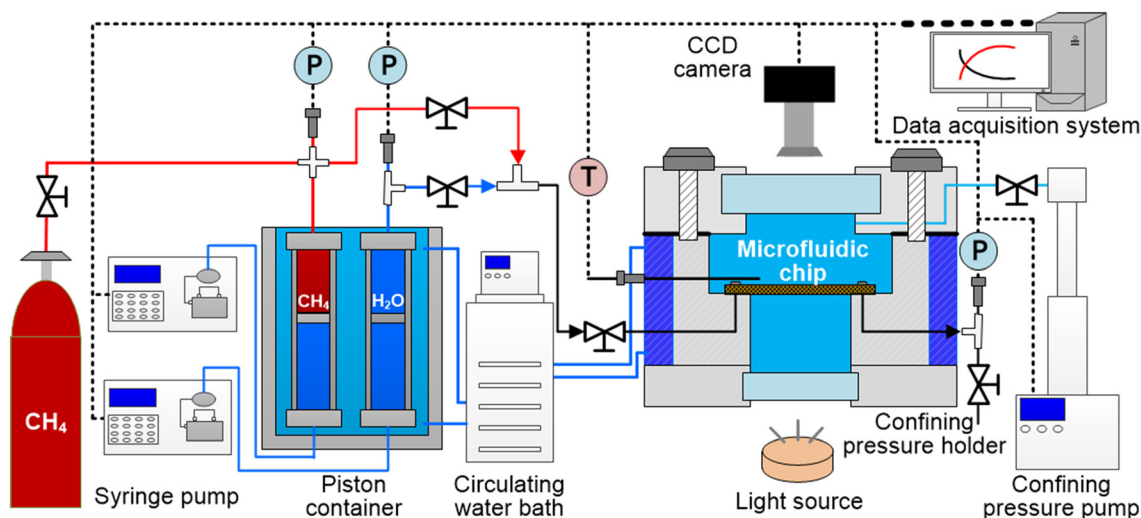 P
P
CCD
camera
Data acquisition system
T
Microfluidic
chip
P
CH₄
H₂O
CH₄
Syringe pump
Piston
container
Circulating
water bath
Light source
Confining
pressure holder
Confining
pressure pump